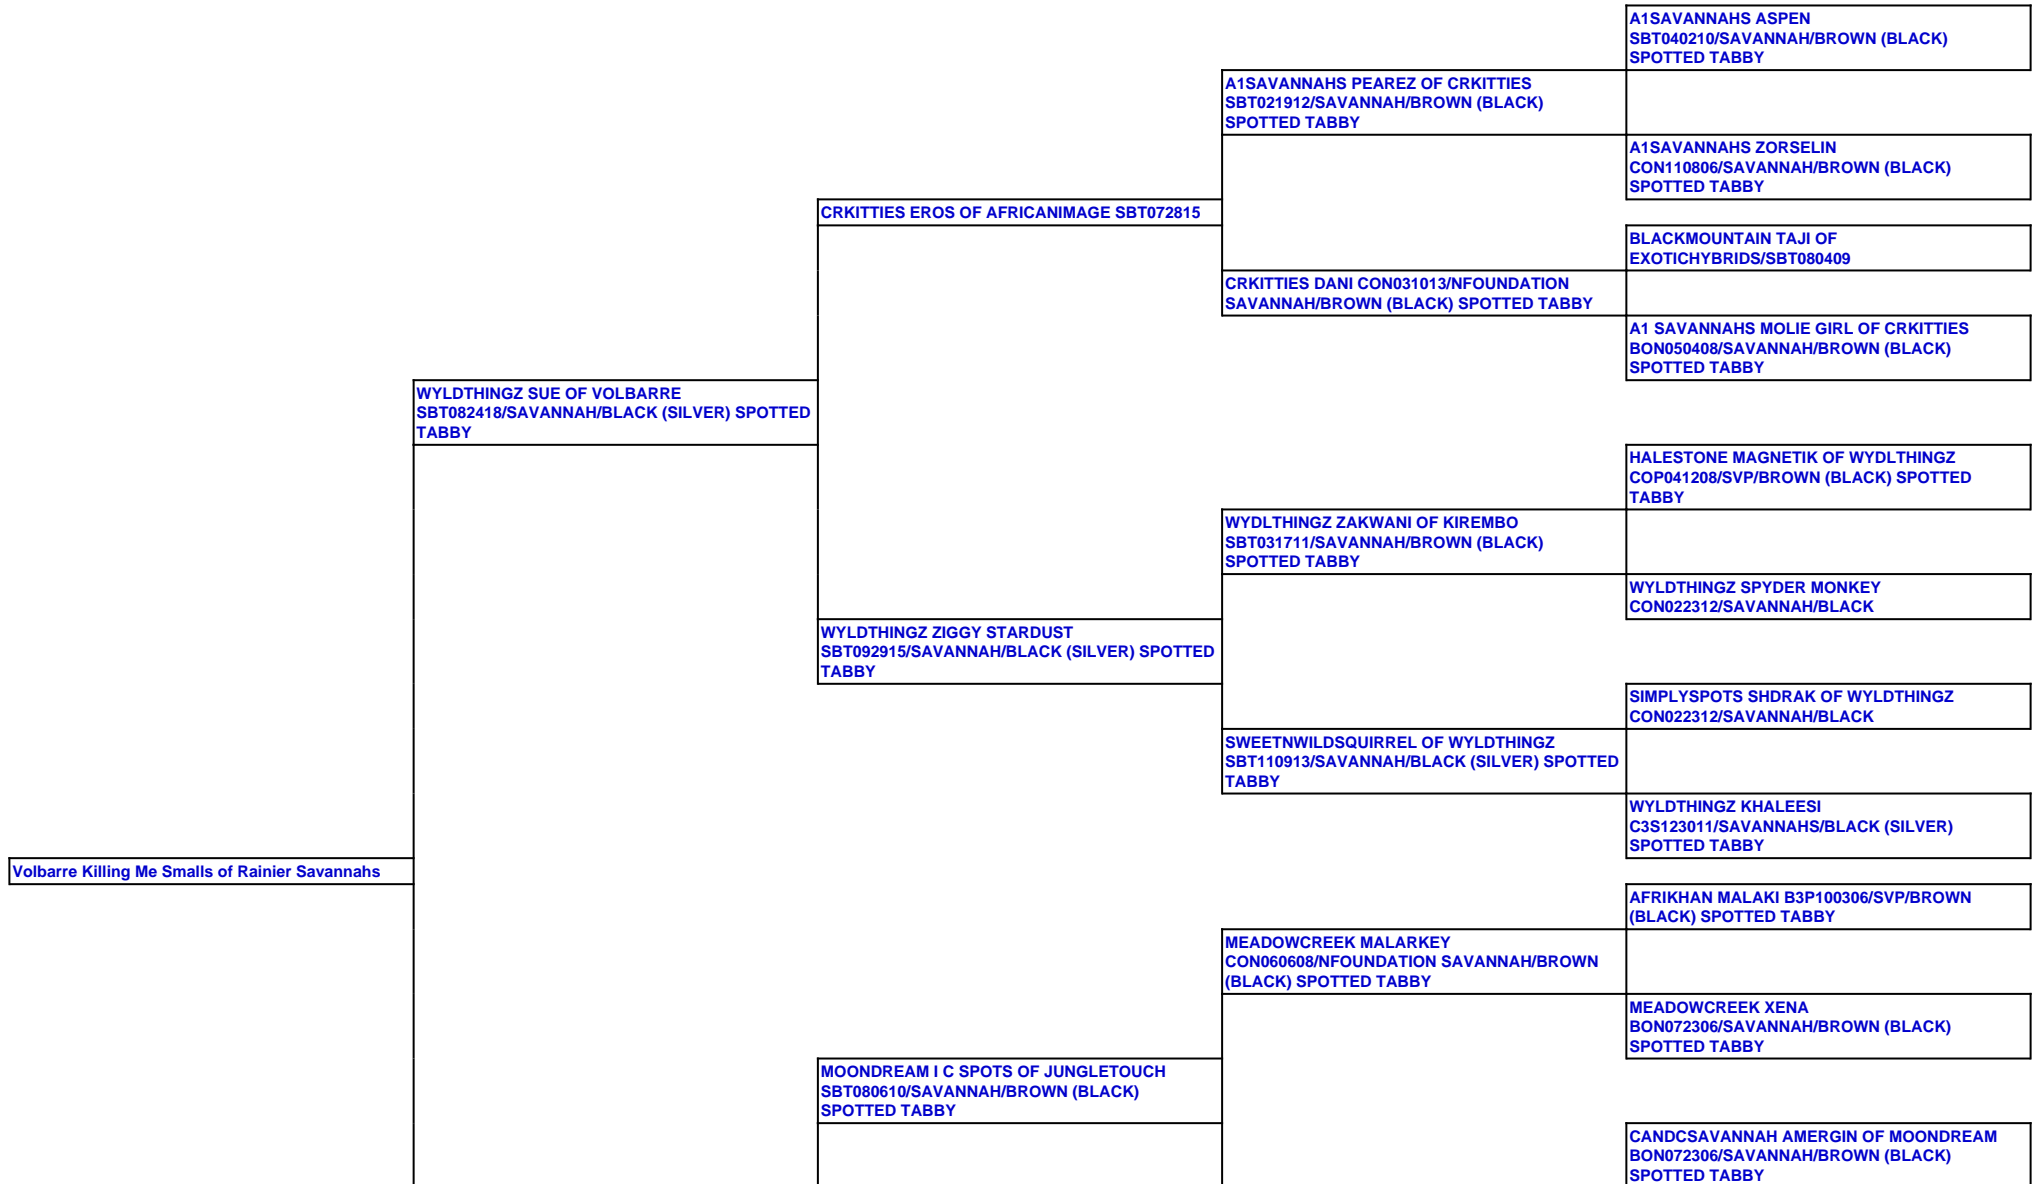 A1SAVANNAHS ASPEN
SBT040210/SAVANNAH/BROWN (BLACK)
SPOTTED TABBY
A1SAVANNAHS PEAREZ OF CRKITTIES
SBT021912/SAVANNAH/BROWN (BLACK)
SPOTTED TABBY
A1SAVANNAHS ZORSELIN
CON110806/SAVANNAH/BROWN (BLACK)
SPOTTED TABBY
CRKITTIES EROS OF AFRICANIMAGE SBT072815
BLACKMOUNTAIN TAJI OF
EXOTICHYBRIDS/SBT080409
CRKITTIES DANI CON031013/NFOUNDATION
SAVANNAH/BROWN (BLACK) SPOTTED TABBY
A1 SAVANNAHS MOLIE GIRL OF CRKITTIES
BON050408/SAVANNAH/BROWN (BLACK)
SPOTTED TABBY
WYLDTHINGZ SUE OF VOLBARRE
SBT082418/SAVANNAH/BLACK (SILVER) SPOTTED
TABBY
HALESTONE MAGNETIK OF WYDLTHINGZ
COP041208/SVP/BROWN (BLACK) SPOTTED
TABBY
WYDLTHINGZ ZAKWANI OF KIREMBO
SBT031711/SAVANNAH/BROWN (BLACK)
SPOTTED TABBY
WYLDTHINGZ SPYDER MONKEY
CON022312/SAVANNAH/BLACK
WYLDTHINGZ ZIGGY STARDUST
SBT092915/SAVANNAH/BLACK (SILVER) SPOTTED
TABBY
SIMPLYSPOTS SHDRAK OF WYLDTHINGZ
CON022312/SAVANNAH/BLACK
SWEETNWILDSQUIRREL OF WYLDTHINGZ
SBT110913/SAVANNAH/BLACK (SILVER) SPOTTED
TABBY
WYLDTHINGZ KHALEESI
C3S123011/SAVANNAHS/BLACK (SILVER)
SPOTTED TABBY
Volbarre Killing Me Smalls of Rainier Savannahs
AFRIKHAN MALAKI B3P100306/SVP/BROWN
(BLACK) SPOTTED TABBY
MEADOWCREEK MALARKEY
CON060608/NFOUNDATION SAVANNAH/BROWN
(BLACK) SPOTTED TABBY
MEADOWCREEK XENA
BON072306/SAVANNAH/BROWN (BLACK)
SPOTTED TABBY
MOONDREAM I C SPOTS OF JUNGLETOUCH
SBT080610/SAVANNAH/BROWN (BLACK)
SPOTTED TABBY
CANDCSAVANNAH AMERGIN OF MOONDREAM
BON072306/SAVANNAH/BROWN (BLACK)
SPOTTED TABBY